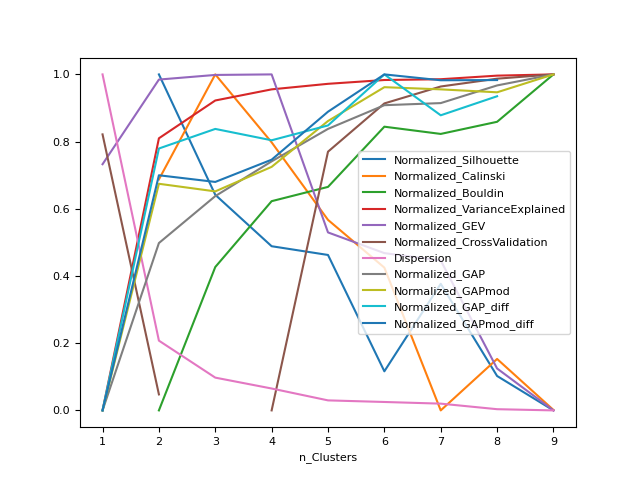 1.0
0.8
0.6
0.4
0.2
0.0
Normalized_Silhouette
Normalized_Calinski
Normalized_Bouldin
Normalized_VarianceExplained
Normalized_GEV
Normalized_CrossValidation
Dispersion
Normalized_GAP
Normalized_GAPmod
Normalized_GAP_diff
Normalized_GAPmod_diff
1 2 3 4 5 6 7 8 9
n_Clusters